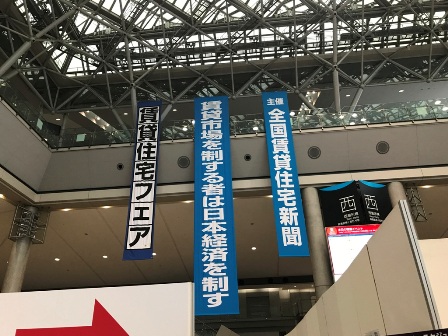 賃貸住宅フェア
賃貸市場を制する者は日本経済を制す
主催 全国賃貸住宅新聞
西
西